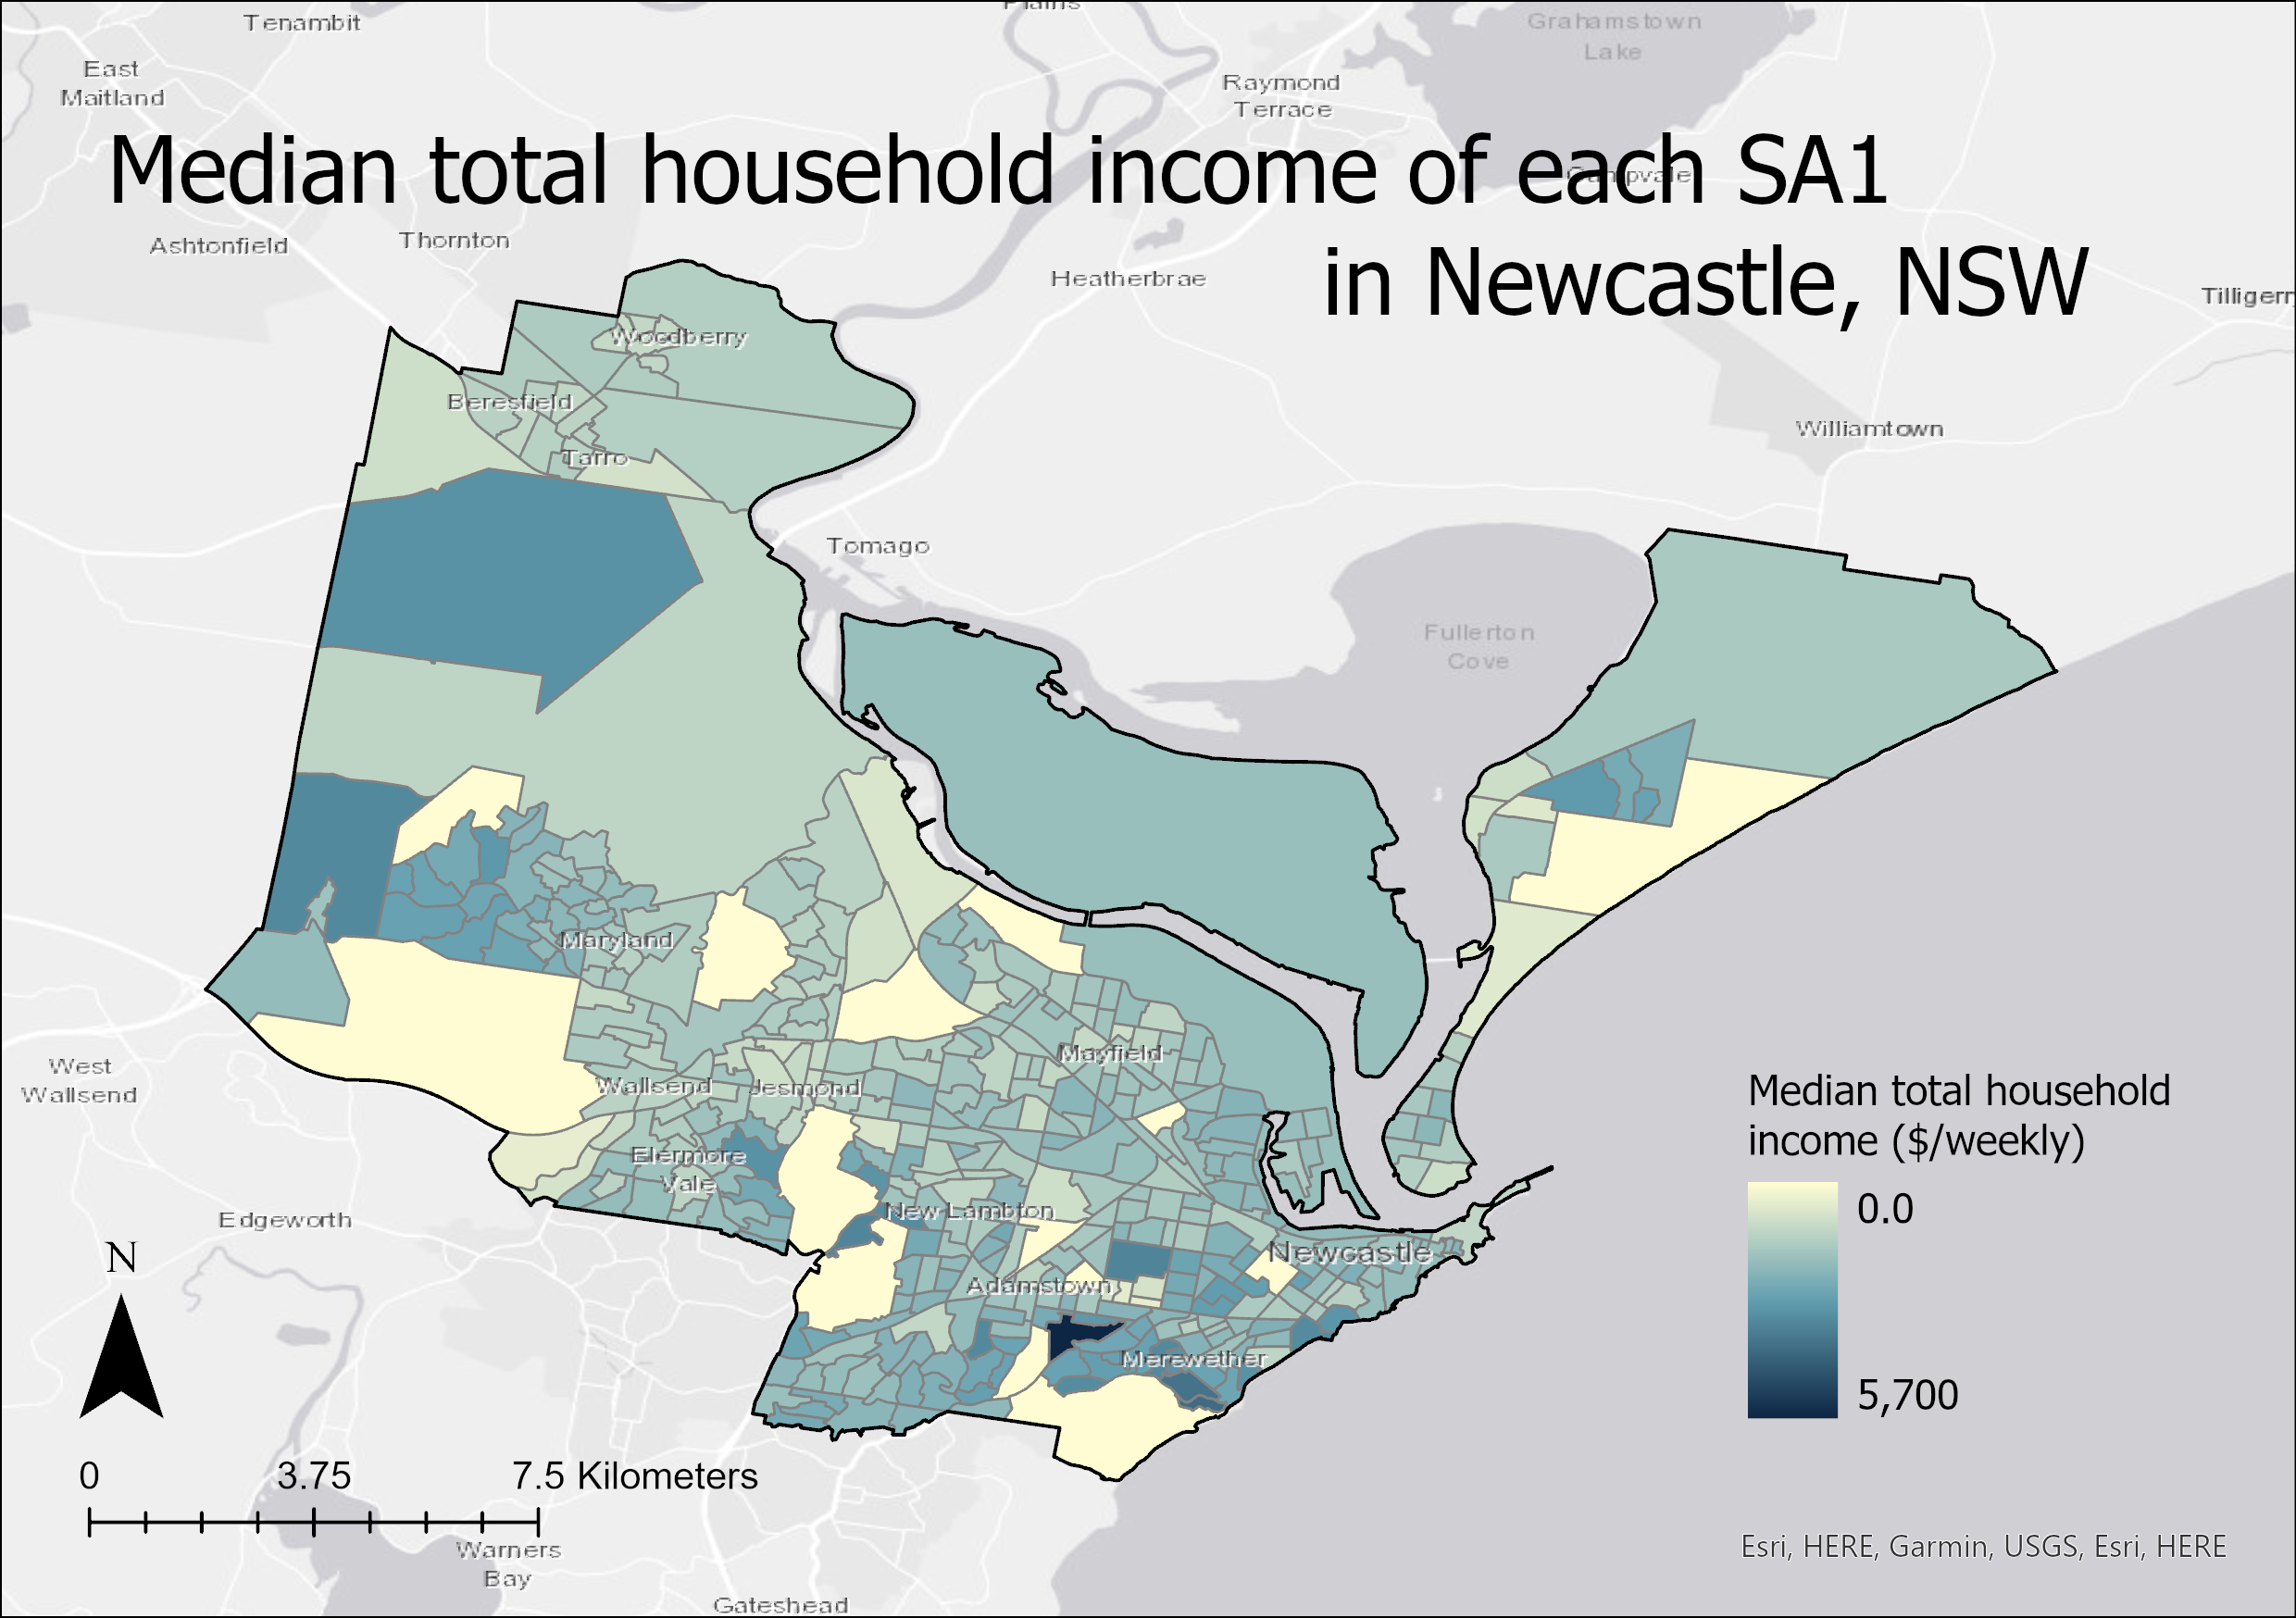 Plains
Tenambit
Grahamstown
Lake
East
Maitland
Raymond
Terrace
Median total household income of each SA1
in Newcastle, NSW
Ashtonfield
Thornton
Heatherbrae
Woodberry
Beresfield
Tarro
Williamtown
Tomago
Fullerton
Cove
Maryland
West
Wallsend
Wallsend
Jesmond
Mayfield
Elermore
Vale
Edgeworth
New Lambton
Newcastle
Adamstown
Merewether
Median total household
income ($/weekly)
0.0
5,700
N
0 3.75 7.5 Kilometers
Warners
Bay
Gateshead
Esri, HERE, Garmin, USGS, Esri, HERE